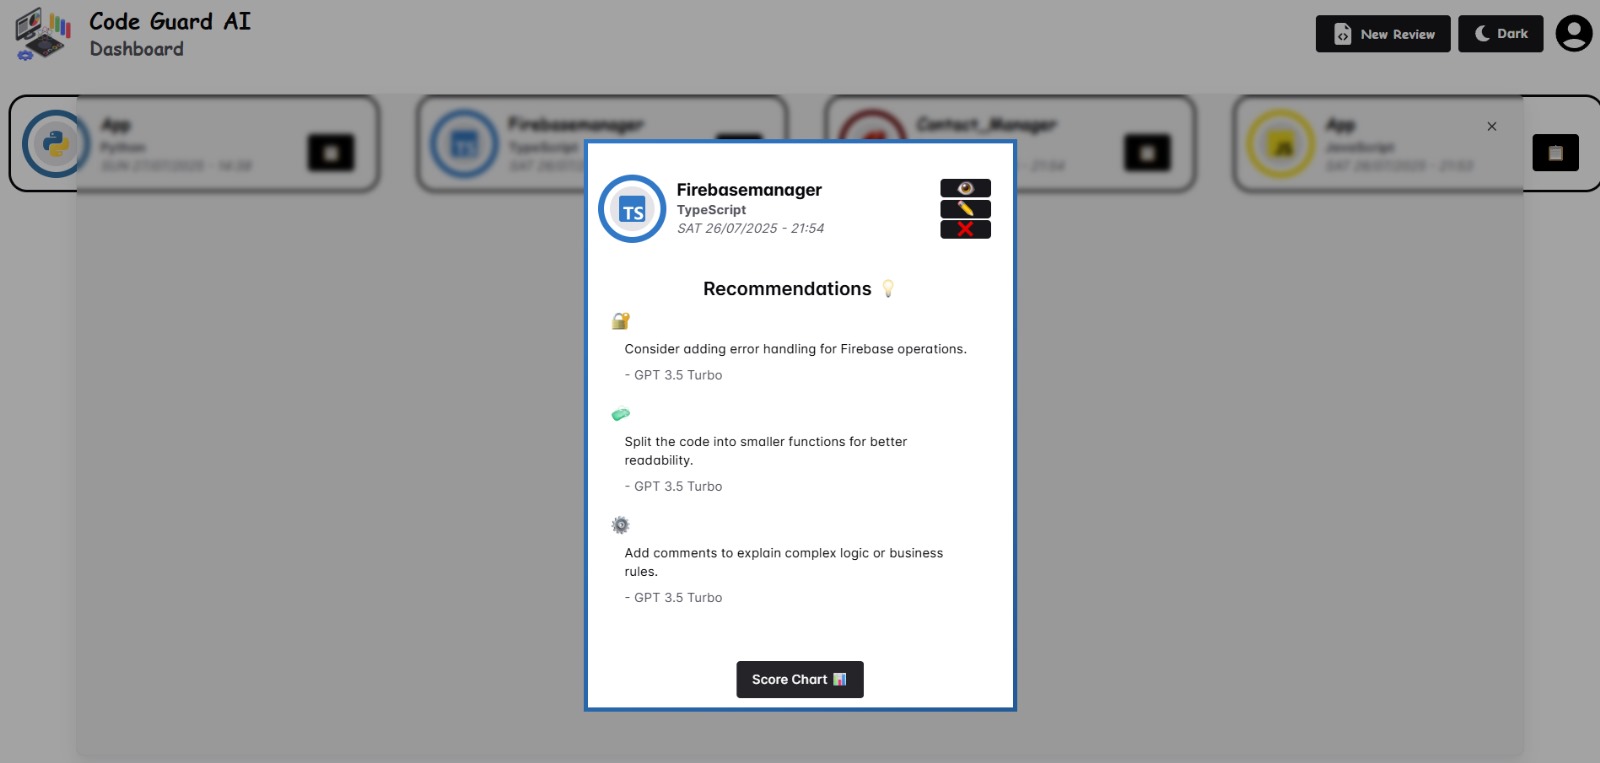 Code Guard AI
Dashboard
New Review
Dark
App
Python
SUN 27/07/2025 - 14:28
Firebasemanager
TypeScript
SAT 26/07/2
Contact_Manager
- 21:54
App
JavaScript
SAT 26/07/2025 - 21:53
Firebasemanager
TypeScript
SAT 26/07/2025 - 21:54
Recommendations
Consider adding error handling for Firebase operations.
- GPT 3.5 Turbo
Split the code into smaller functions for better
readability.
- GPT 3.5 Turbo
Add comments to explain complex logic or business
rules.
- GPT 3.5 Turbo
Score Chart
TS